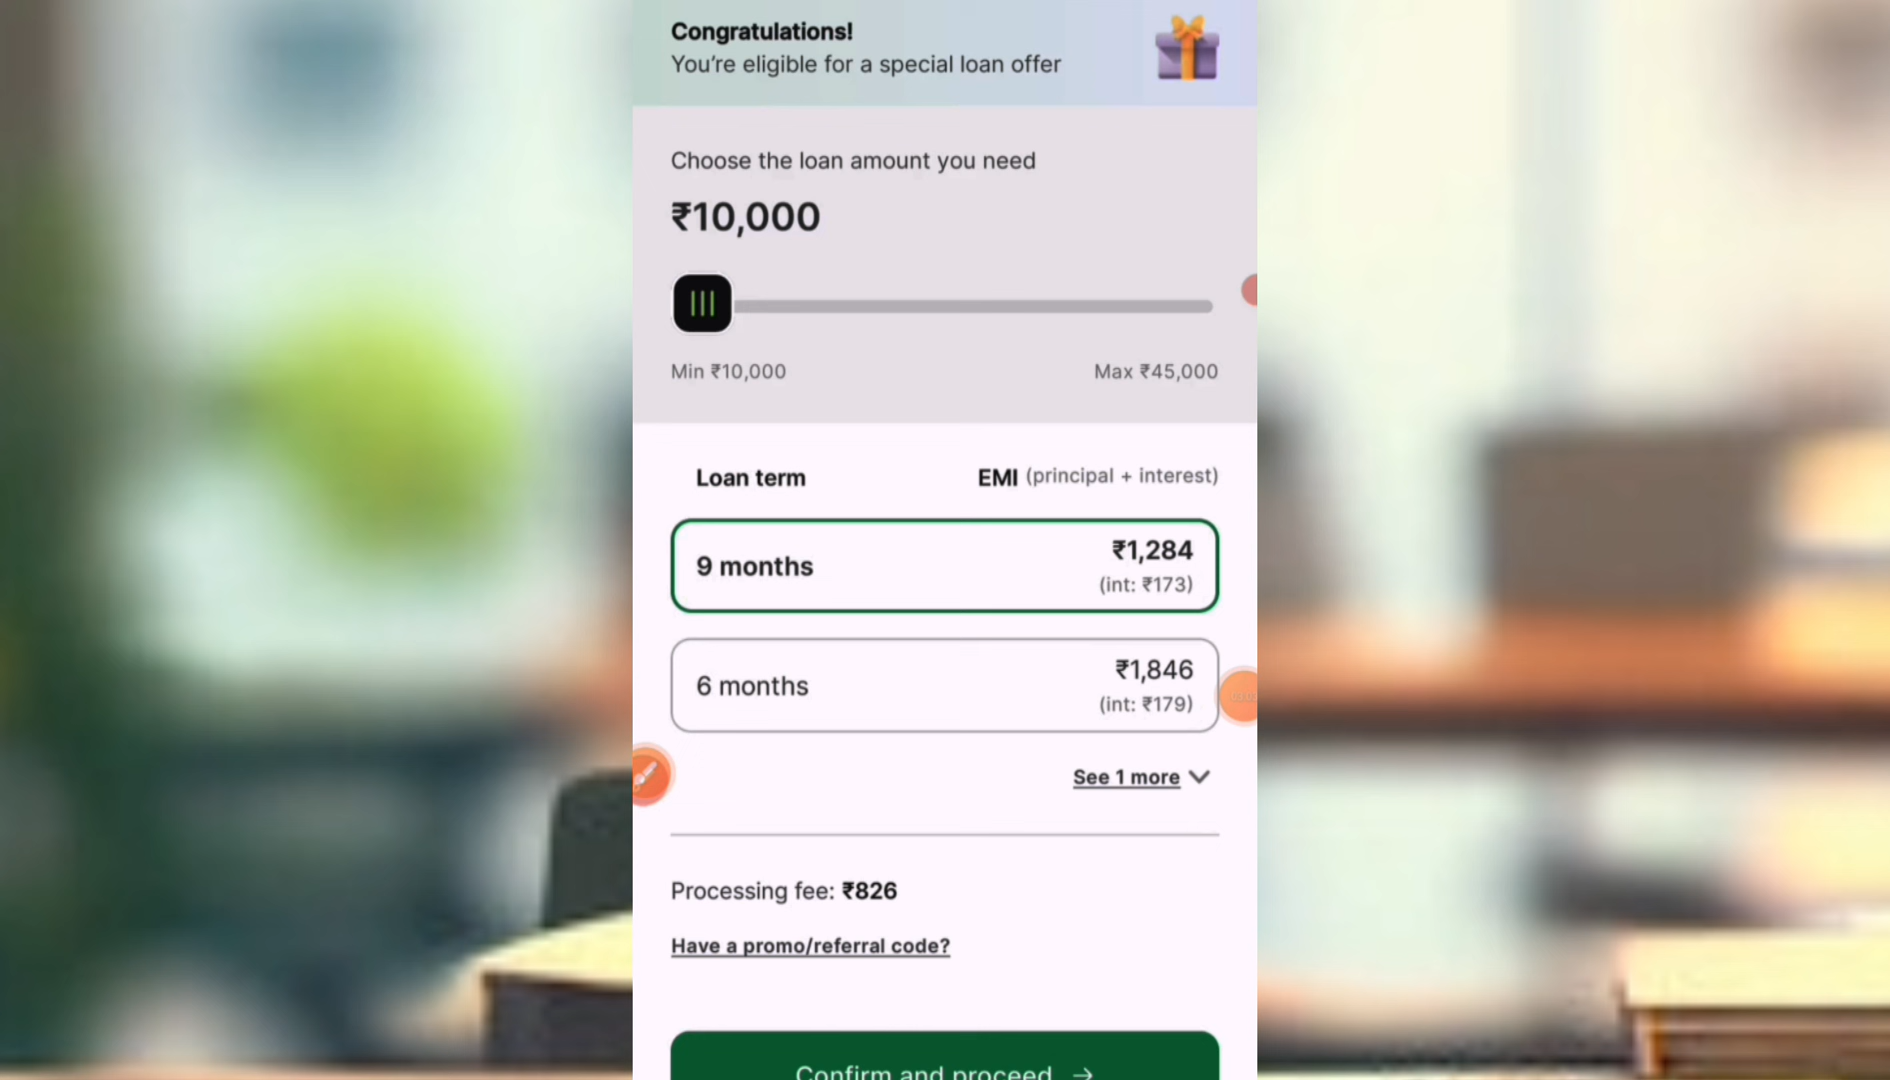 Congratulations!
You're eligible for a special loan offer
Choose the loan amount you need
₹10,000
Min ₹10,000
Max ₹45,000
Loan term
EMI (principal + interest)
9 months
₹1,284
(int: ₹173)
6 months
₹1,846
(int: ₹179)
See 1 more
Processing fee: ₹826
Have a promo/referral code?
Confirm and proceed →